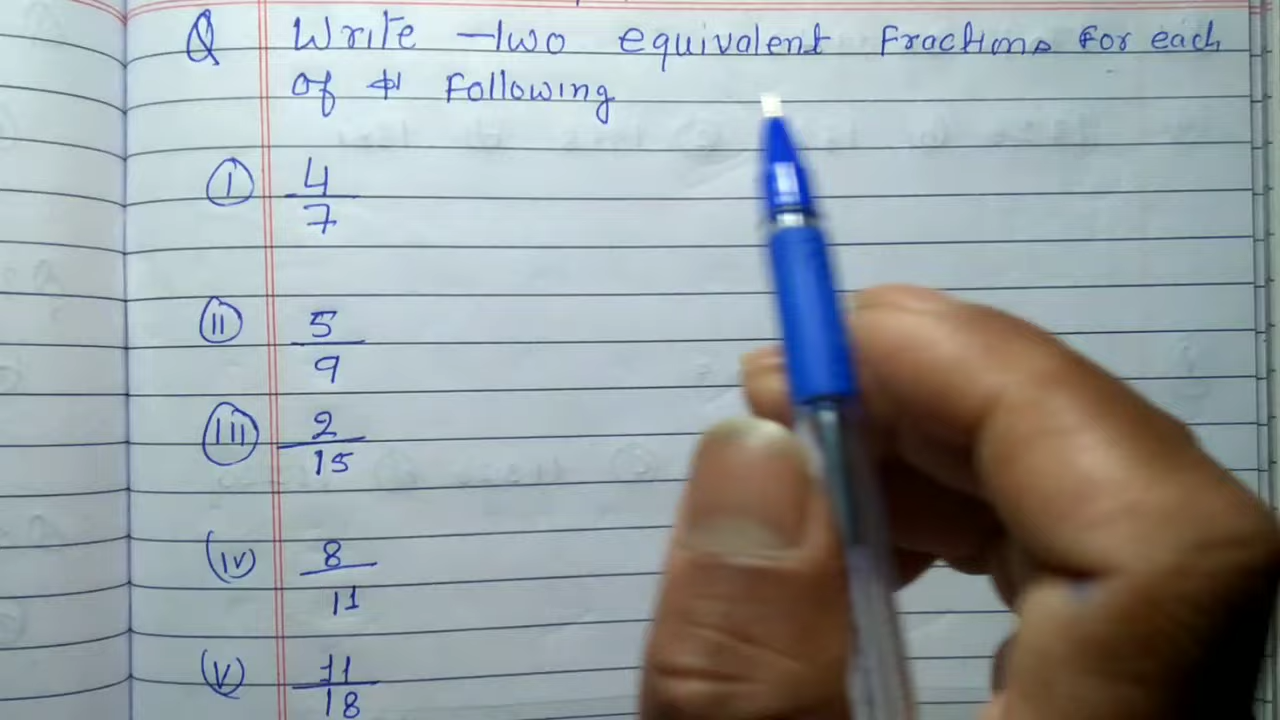 Q Write two equivalent Fractions For each
of Following
(i) 4/7
(ii) 5/9
(iii) 2/15
(iv) 8/11
(v) 11/18